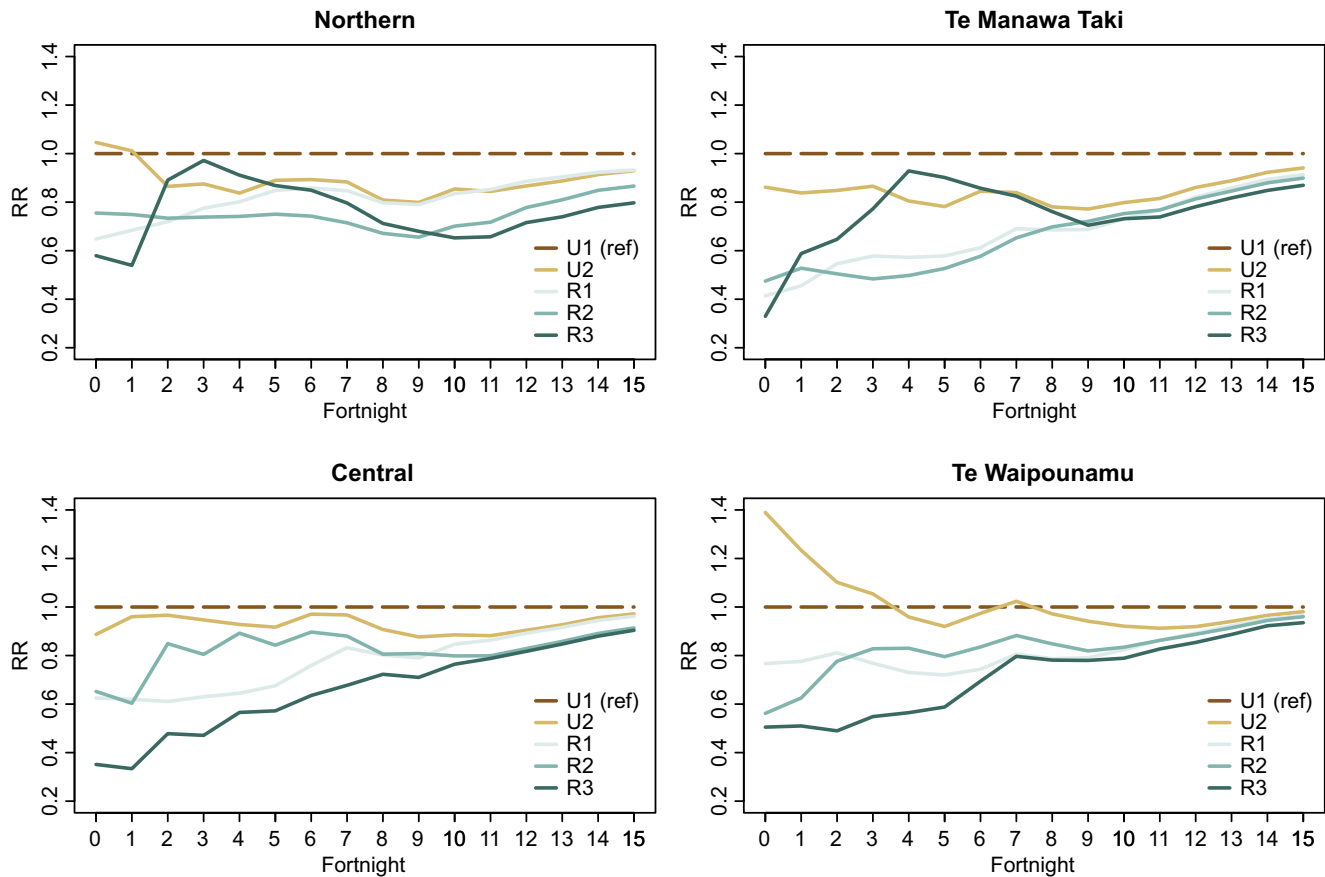 Northern
RR
1.4
1.2
1.0
0.8
0.6
0.4
0.2
U1 (ref)
U2
R1
R2
R3
0 1 2 3 4 5 6 7 8 9 10 11 12 13 14 15
Fortnight
Te Manawa Taki
RR
1.4
1.2
1.0
0.8
0.6
0.4
0.2
U1 (ref)
U2
R1
R2
R3
0 1 2 3 4 5 6 7 8 9 10 11 12 13 14 15
Fortnight
Central
RR
1.4
1.2
1.0
0.8
0.6
0.4
0.2
U1 (ref)
U2
R1
R2
R3
0 1 2 3 4 5 6 7 8 9 10 11 12 13 14 15
Fortnight
Te Waipounamu
RR
1.4
1.2
1.0
0.8
0.6
0.4
0.2
U1 (ref)
U2
R1
R2
R3
0 1 2 3 4 5 6 7 8 9 10 11 12 13 14 15
Fortnight